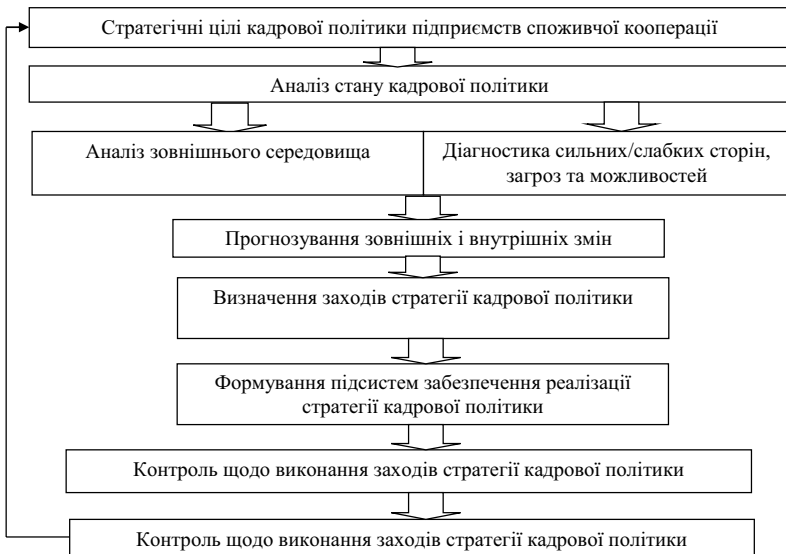 Стратегічні цілі кадрової політики підприємств споживчої кооперації
Аналіз стану кадрової політики
Аналіз зовнішнього середовища
Діагностика сильних/слабких сторін,
загроз та можливостей
Прогнозування зовнішніх і внутрішніх змін
Визначення заходів стратегії кадрової політики
Формування підсистем забезпечення реалізації
стратегії кадрової політики
Контроль щодо виконання заходів стратегії кадрової політики
Контроль щодо виконання заходів стратегії кадрової політики